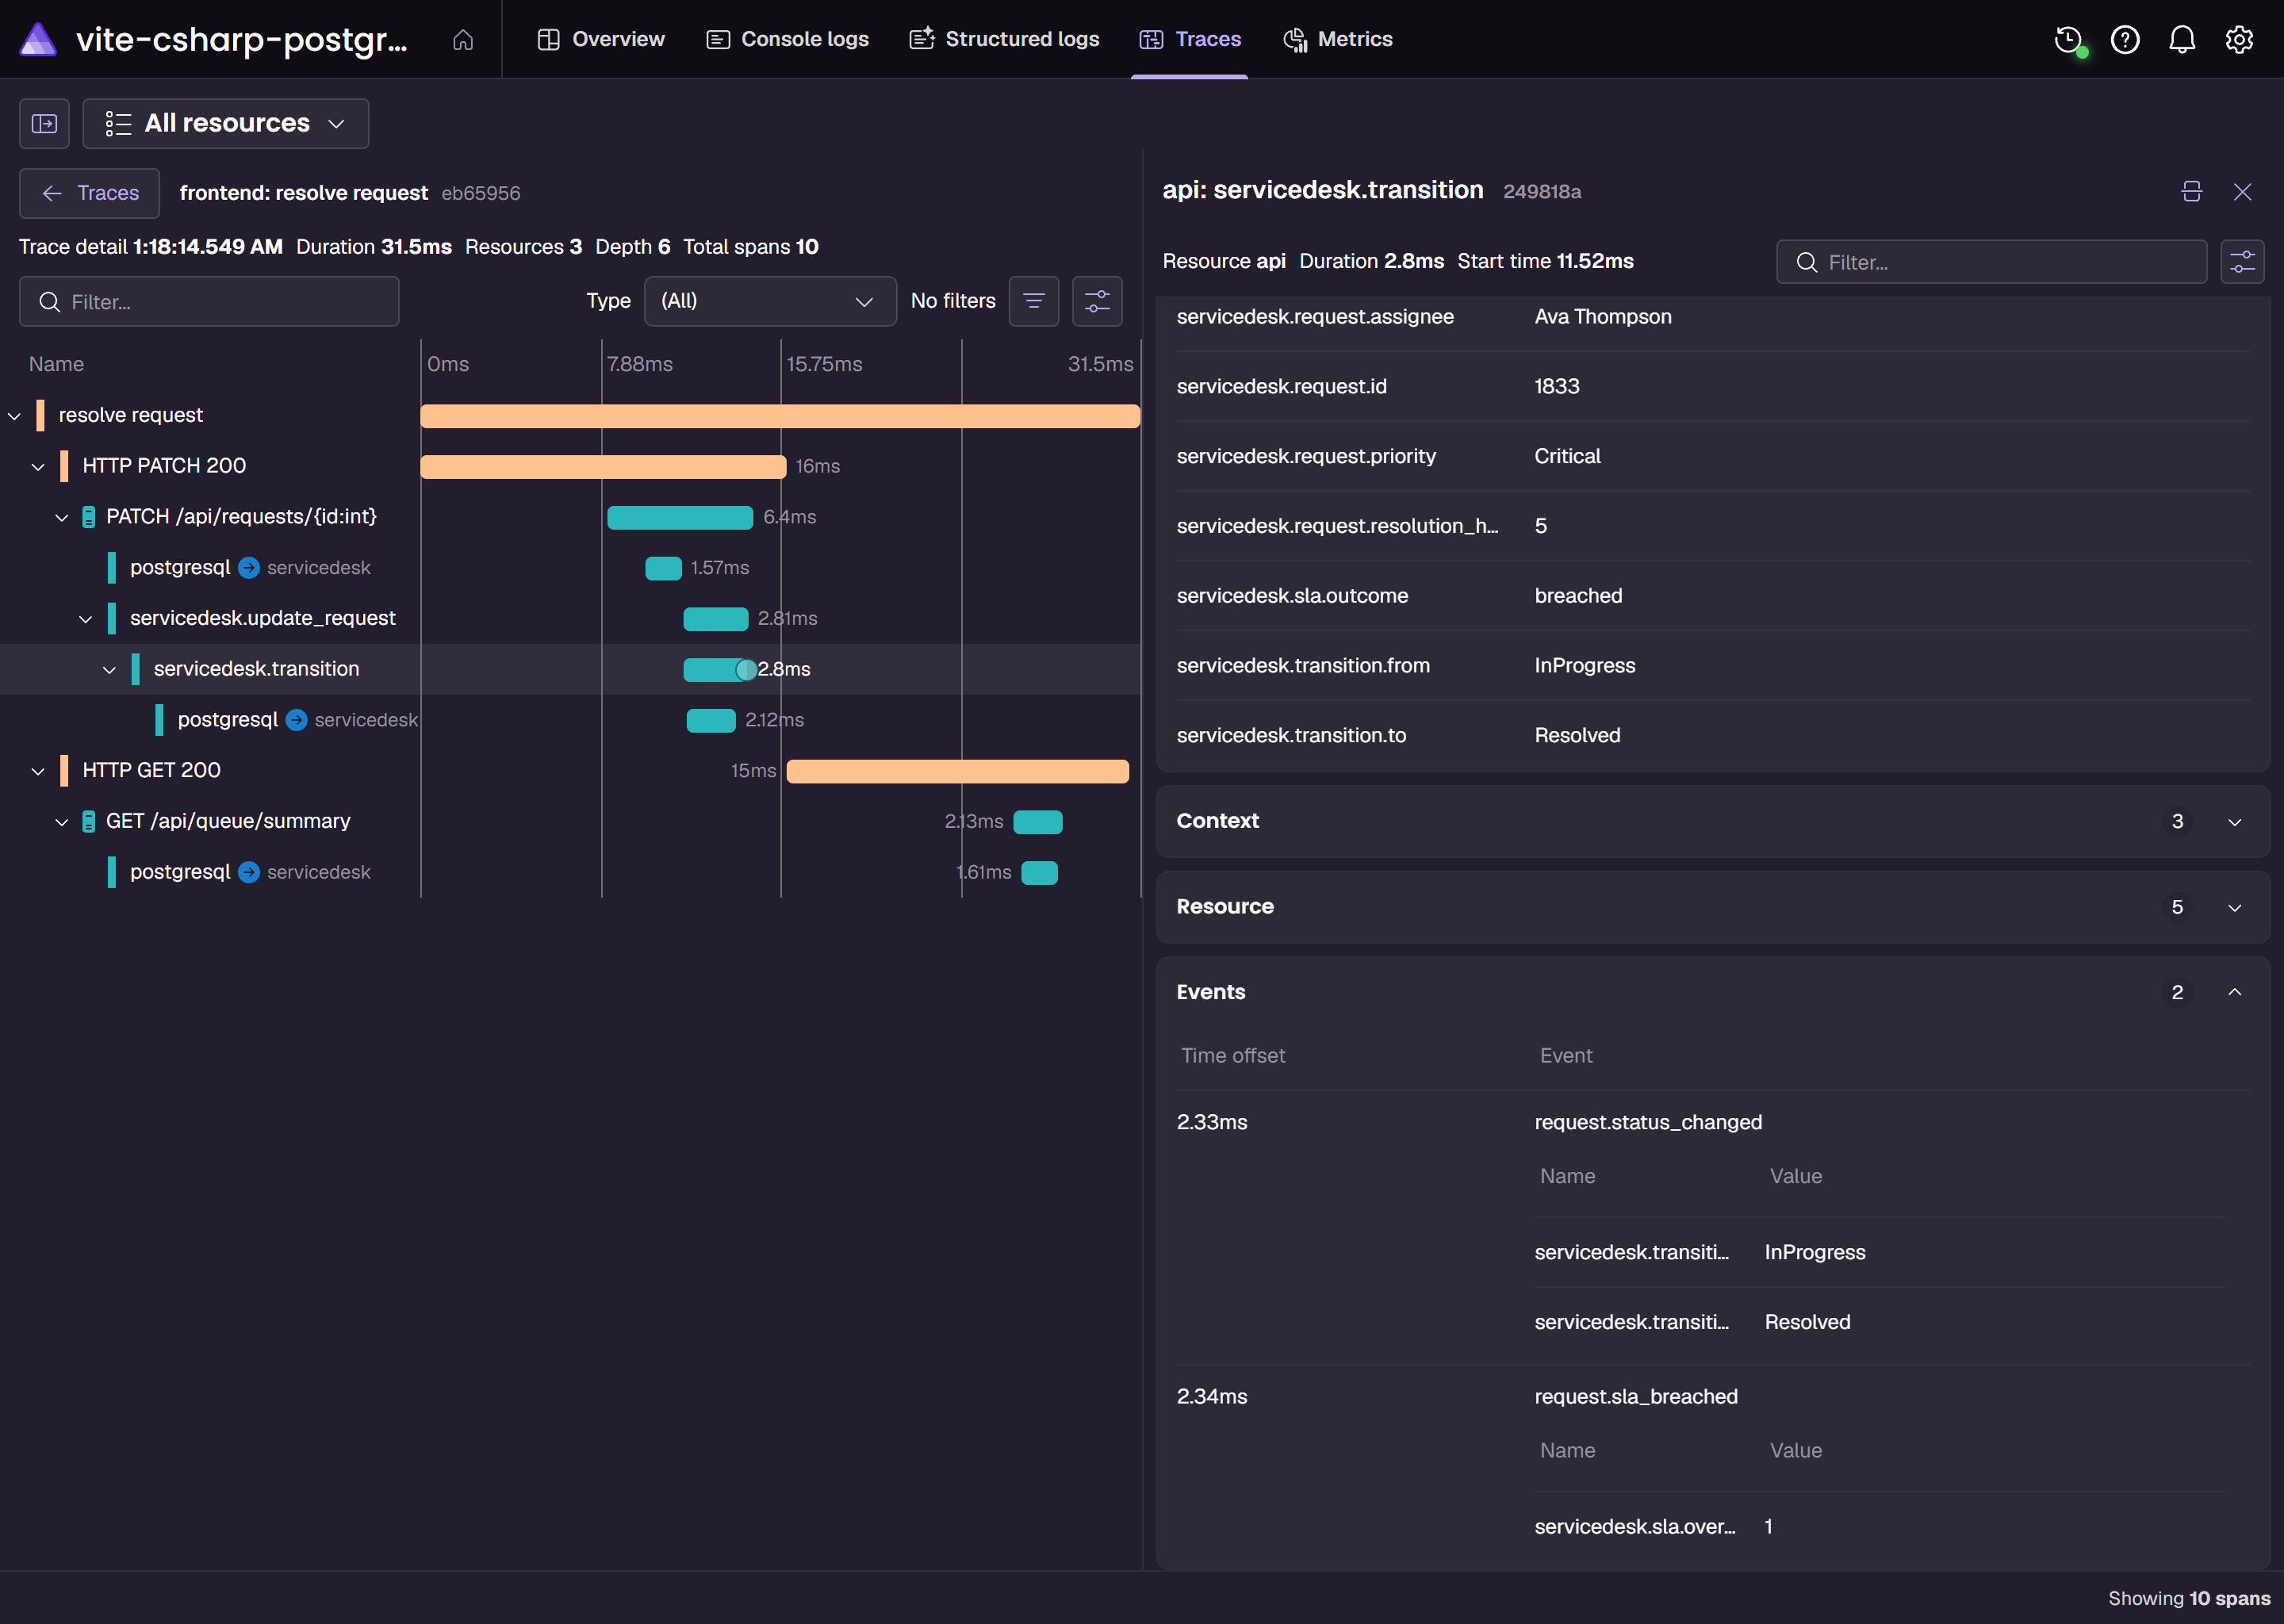 vite-csharp-postgr...
Overview
Console logs
Structured logs
Traces
Metrics
All resources
Traces
frontend: resolve request eb65956
Trace detail 1:18:14.549 AM Duration 31.5ms Resources 3 Depth 6 Total spans 10
Filter...
Type
(All)
No filters
Name
0ms
7.88ms
15.75ms
31.5ms
resolve request
HTTP PATCH 200
16ms
PATCH /api/requests/{id:int}
6.4ms
postgresql servicedesk
1.57ms
servicedesk.update_request
2.81ms
servicedesk.transition
2.8ms
postgresql servicedesk
2.12ms
HTTP GET 200
15ms
GET /api/queue/summary
2.13ms
postgresql servicedesk
1.61ms
api: servicedesk.transition 249818a
Resource api Duration 2.8ms Start time 11.52ms
Filter...
servicedesk.request.assignee Ava Thompson
servicedesk.request.id 1833
servicedesk.request.priority Critical
servicedesk.request.resolution_h... 5
servicedesk.sla.outcome breached
servicedesk.transition.from InProgress
servicedesk.transition.to Resolved
Context 3
Resource 5
Events 2
Time offset Event
2.33ms request.status_changed
Name Value
servicedesk.transiti... InProgress
servicedesk.transiti... Resolved
2.34ms request.sla_breached
Name Value
servicedesk.sla.over... 1
Showing 10 spans